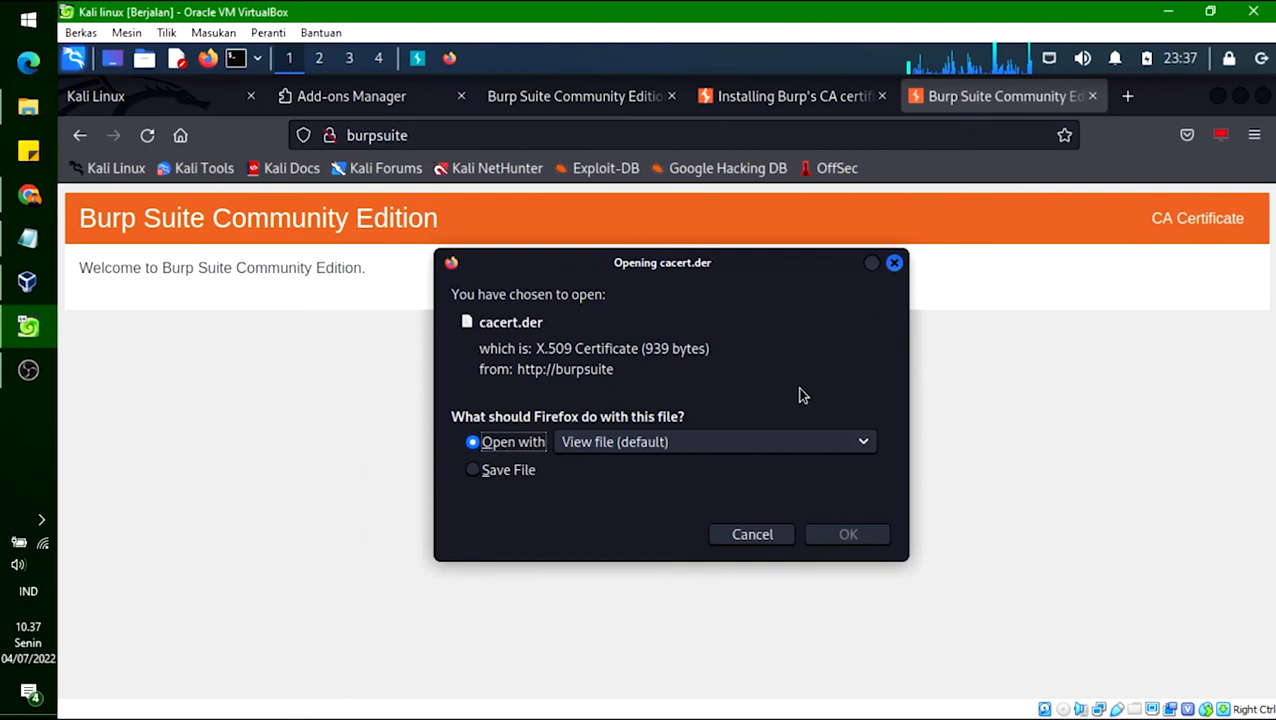 Kali linux [Berjalan] - Oracle VM VirtualBox
Berkas Mesin Tilik Masukan Peranti Bantuan
1 2 3 4 23:37
Kali Linux Add-ons Manager Burp Suite Community Editio Installing Burp's CA certif Burp Suite Community Ed
burpsuite
Kali Linux Kali Tools Kali Docs Kali Forums Kali NetHunter Exploit-DB Google Hacking DB OffSec
Burp Suite Community Edition CA Certificate
Welcome to Burp Suite Community Edition.
Opening cacert.der
You have chosen to open:
cacert.der
which is: X.509 Certificate (939 bytes)
from: http://burpsuite
What should Firefox do with this file?
Open with View file (default)
Save File
Cancel OK
IND
10.37
Senin
04/07/2022
4
Right Ctrl